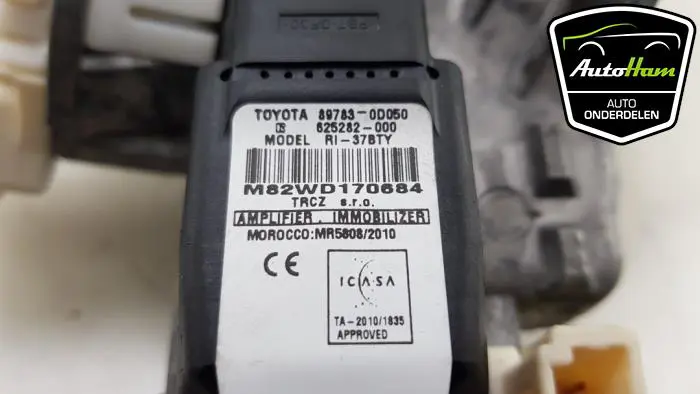 AutoHam
AUTO
ONDERDELEN
TOYOTA 89783-0D050
625282-000
MODEL RI-37BTY
M82WD170684
TRCZ s.r.o.
AMPLIFIER, IMMOBILIZER
MOROCCO:MR5808/2010
CE
ICASA
TA-2010/1835
APPROVED